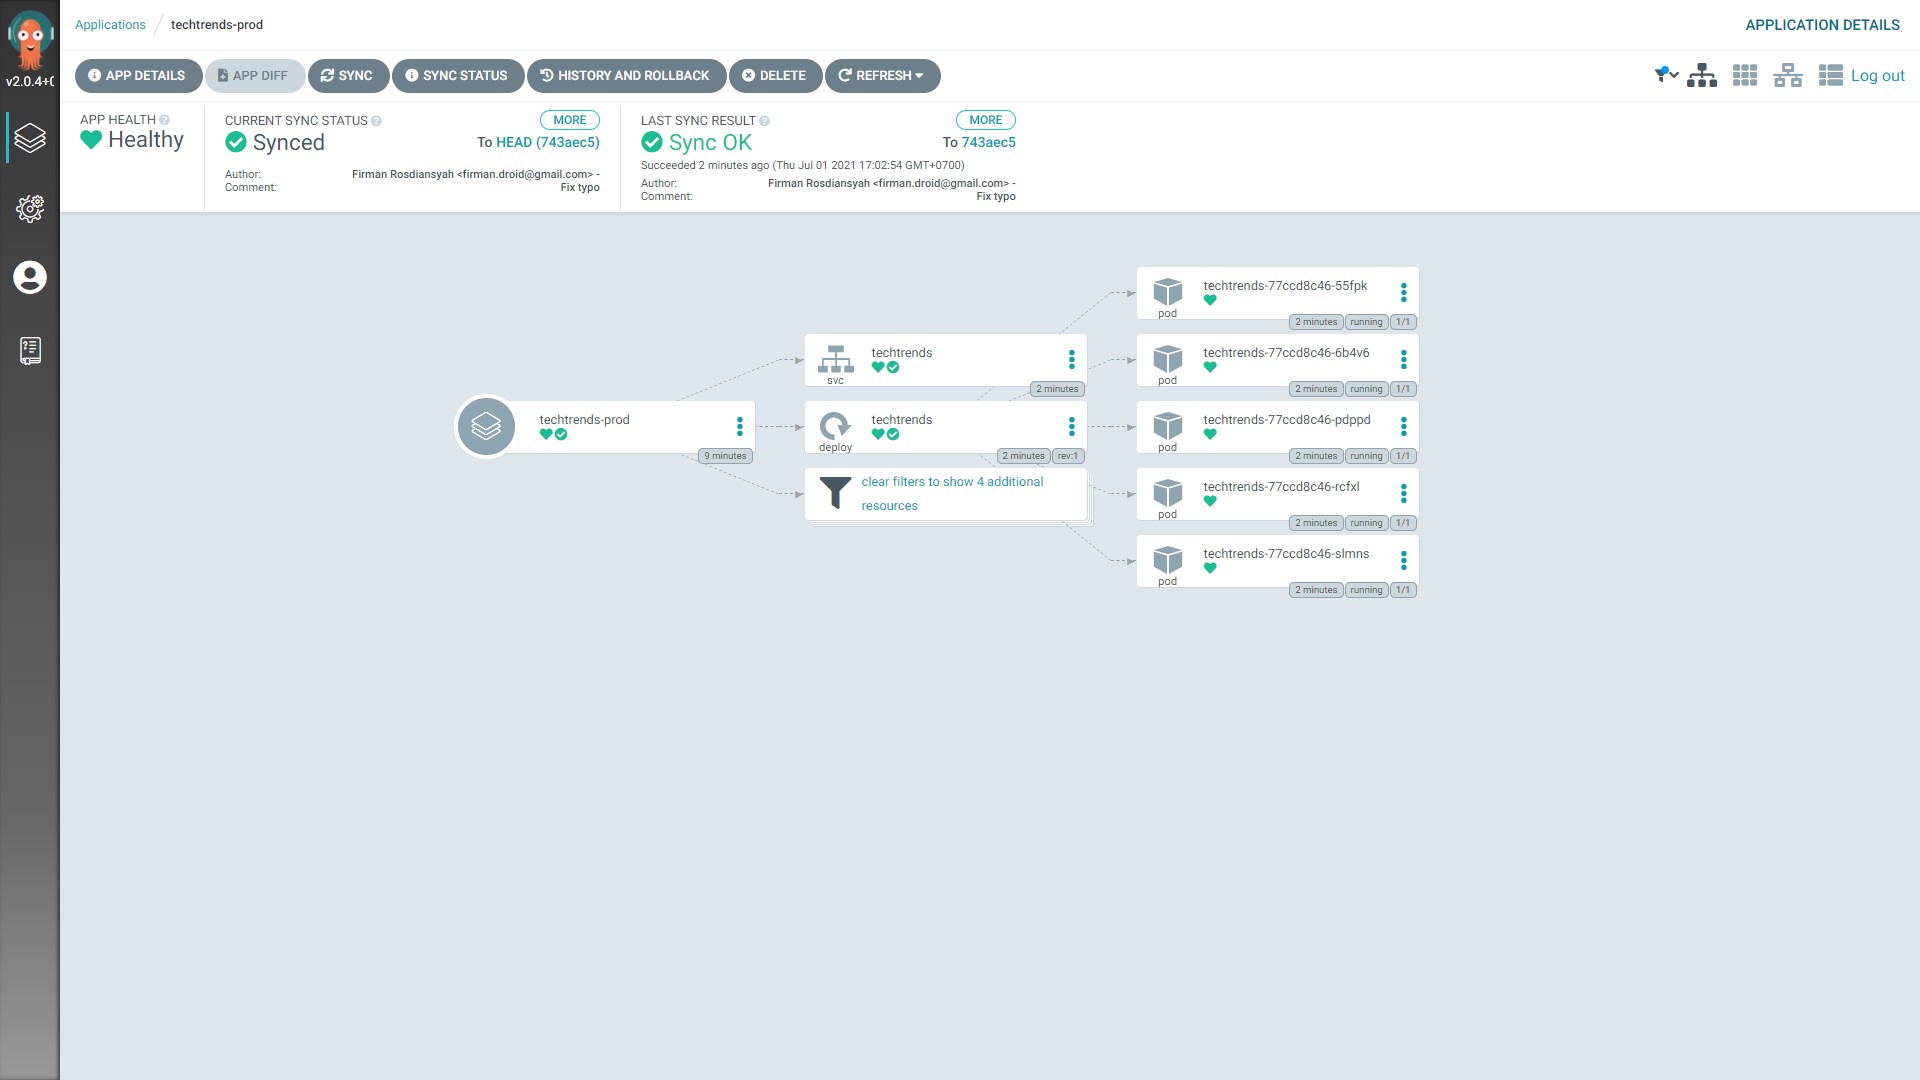 Applications / techtrends-prod
APPLICATION DETAILS
v2.0.4+
APP DETAILS
APP DIFF
SYNC
SYNC STATUS
HISTORY AND ROLLBACK
DELETE
REFRESH
Log out
APP HEALTH
Healthy
CURRENT SYNC STATUS
MORE
Synced
To HEAD (743aec5)
Author: Firman Rosdiansyah <firman.droid@gmail.com> -
Comment: Fix typo
LAST SYNC RESULT
MORE
Sync OK
To 743aec5
Succeeded 2 minutes ago (Thu Jul 01 2021 17:02:54 GMT+0700)
Author: Firman Rosdiansyah <firman.droid@gmail.com> -
Comment: Fix typo
techtrends-prod
9 minutes
techtrends
svc
2 minutes
techtrends
deploy
2 minutes rev:1
clear filters to show 4 additional
resources
techtrends-77ccd8c46-55fpk
pod
2 minutes running 1/1
techtrends-77ccd8c46-6b4v6
pod
2 minutes running 1/1
techtrends-77ccd8c46-pdppd
pod
2 minutes running 1/1
techtrends-77ccd8c46-rcfxl
pod
2 minutes running 1/1
techtrends-77ccd8c46-slmns
pod
2 minutes running 1/1